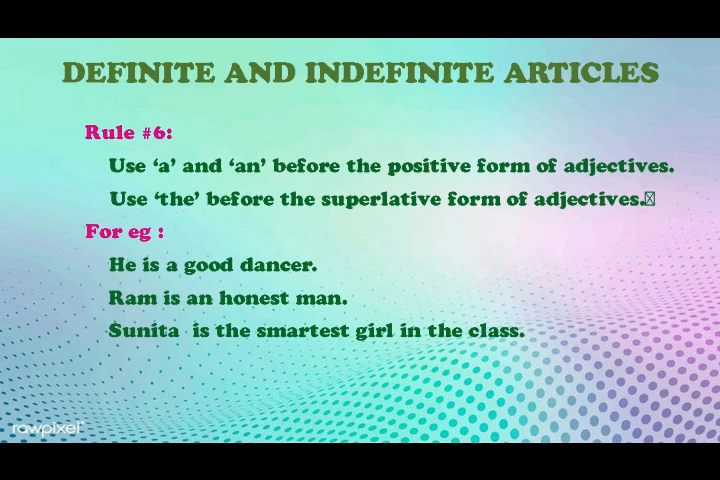 DEFINITE AND INDEFINITE ARTICLES
Rule #6:
Use ‘a’ and ‘an’ before the positive form of adjectives.
Use ‘the’ before the superlative form of adjectives.
For eg :
He is a good dancer.
Ram is an honest man.
Sunita is the smartest girl in the class.
rawpixel